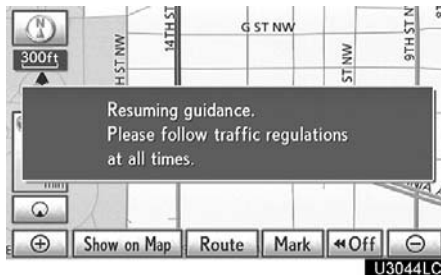 G ST NW
14TH ST
9TH ST N
300ft
H ST NW
ST NW
Resuming guidance.
Please follow traffic regulations
at all times.
min
Show on Map Route Mark Off
U3044LC